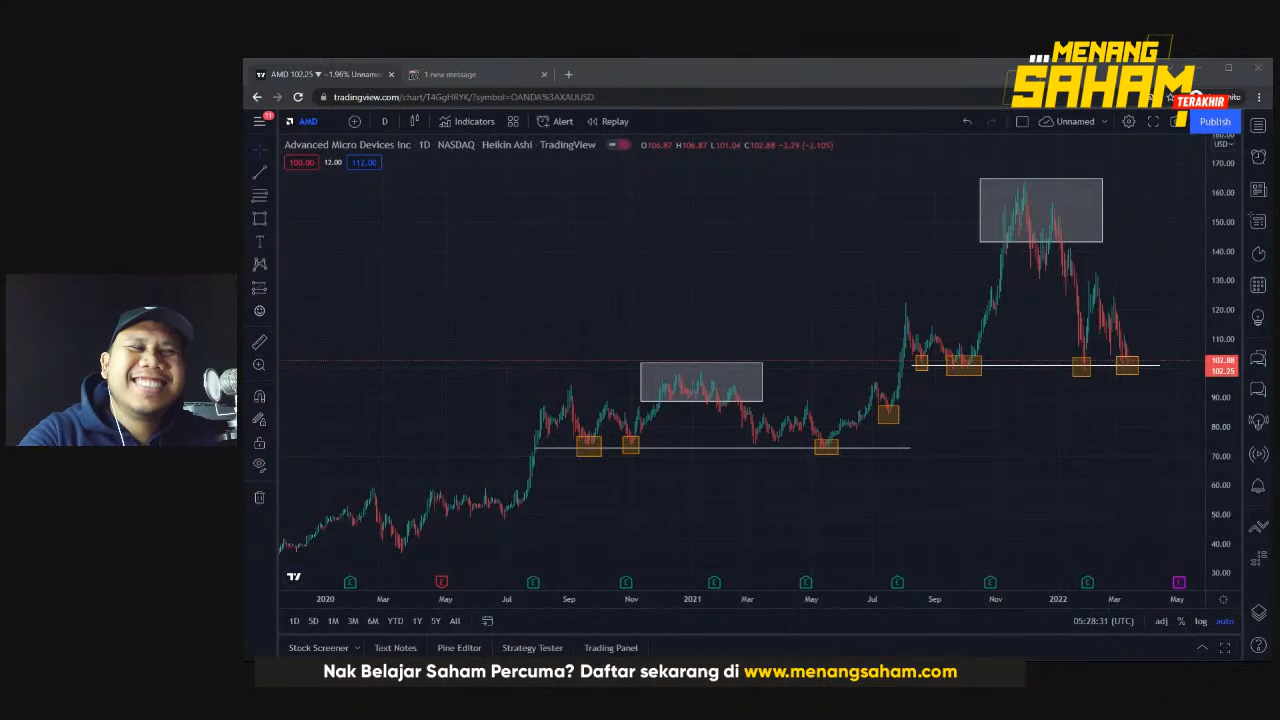 MENANG
SAHAM
TERAKHIR
AMD 102.25 ▼ −1.96% Unname
1 new message
tradingview.com/chart/T4GgHRYK/?symbol=OANDA%3AXAUUSD
11
AMD
D
Indicators
Alert
Replay
Unnamed
Publish
Advanced Micro Devices Inc 1D NASDAQ Heikin Ashi TradingView
O106.87 H106.87 L101.04 C102.88 −3.29 (−3.10%)
USD
100.00 12.00 112.00
170.00
160.00
150.00
140.00
130.00
120.00
110.00
102.88
102.25
90.00
80.00
70.00
60.00
50.00
40.00
30.00
E E E E E E E E E E
2020 Mar May Jul Sep Nov 2021 Mar May Jul Sep Nov 2022 Mar May
1D 5D 1M 3M 6M YTD 1Y 5Y All
05:28:31 (UTC) adj % log auto
Stock Screener Text Notes Pine Editor Strategy Tester Trading Panel
Nak Belajar Saham Percuma? Daftar sekarang di www.menangsaham.com